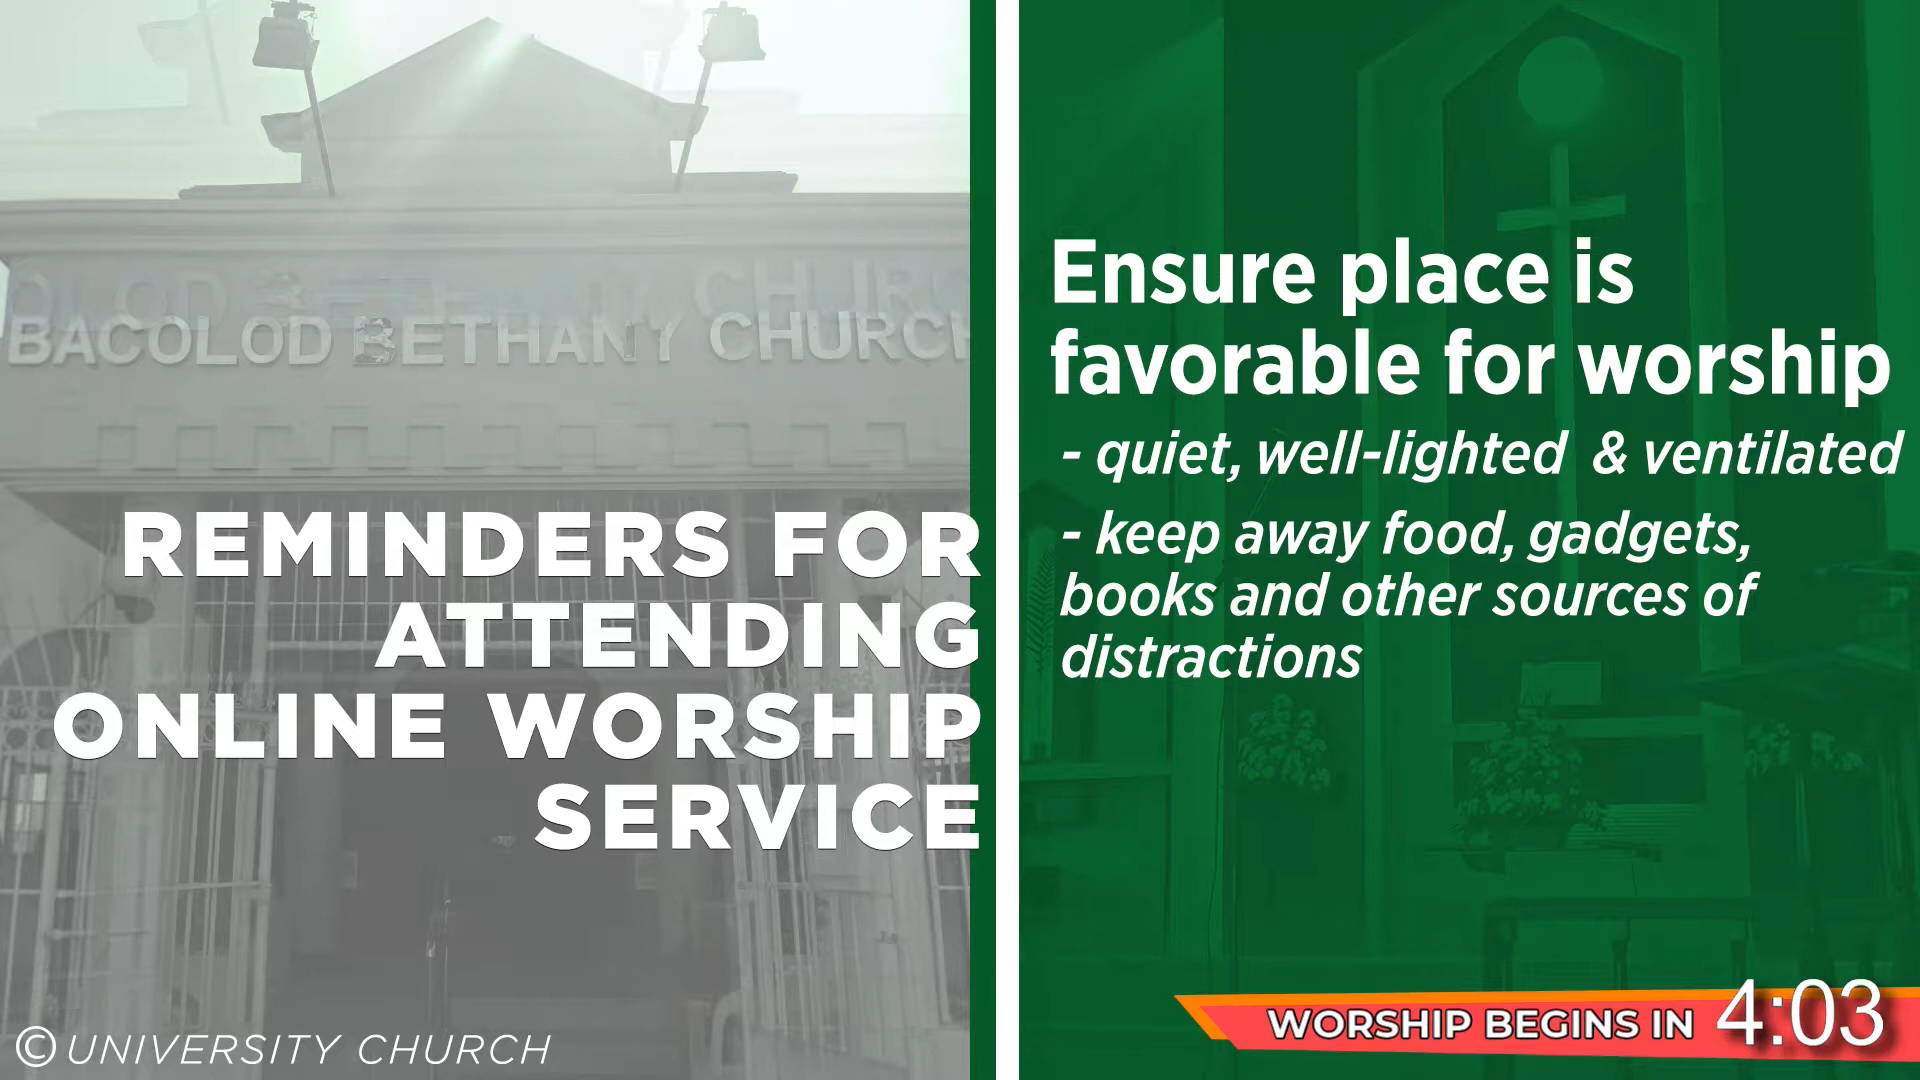 BACOLOD BETHANY CHURCH
REMINDERS FOR
ATTENDING
ONLINE WORSHIP
SERVICE
© UNIVERSITY CHURCH
Ensure place is
favorable for worship
- quiet, well-lighted & ventilated
- keep away food, gadgets,
books and other sources of
distractions
WORSHIP BEGINS IN 4:03